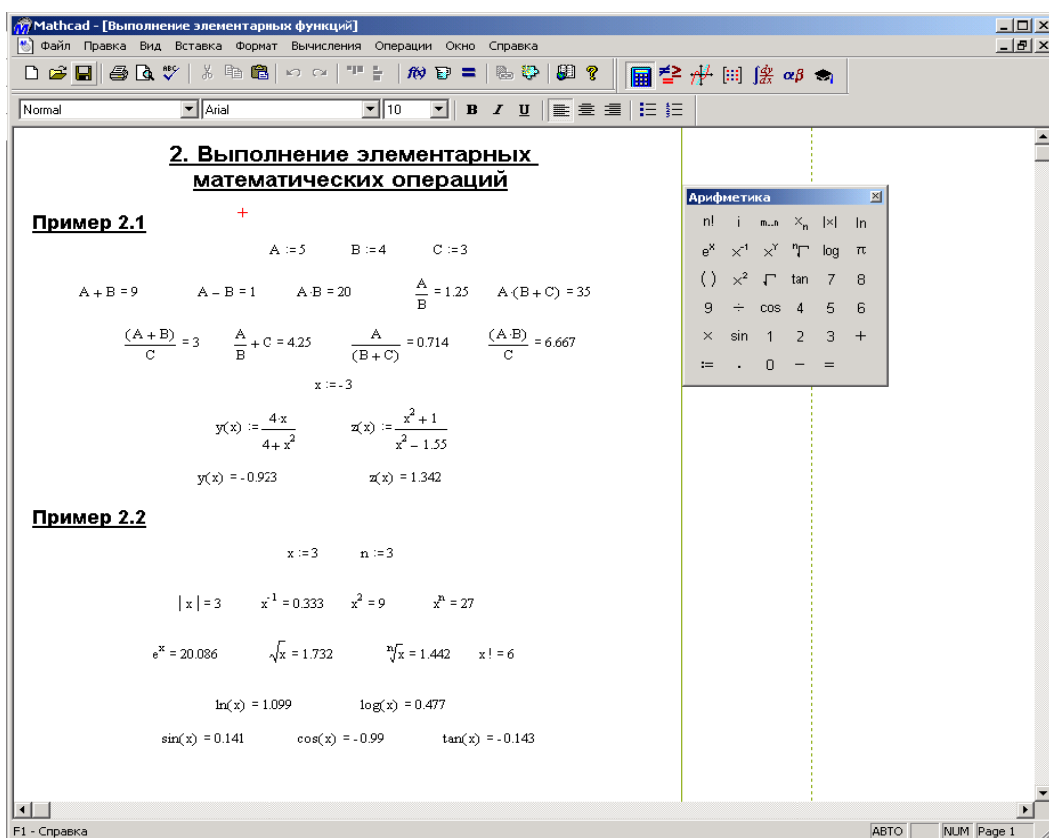 Mathcad - [Выполнение элементарных функций]
Файл Правка Вид Вставка Формат Вычисления Операции Окно Справка
Normal Arial 10 B I U
2. Выполнение элементарных
математических операций
Пример 2.1
A := 5 B := 4 C := 3
A + B = 9 A − B = 1 A·B = 20 A/B = 1.25 A·(B + C) = 35
(A + B)/C = 3 A/B + C = 4.25 A/(B + C) = 0.714 (A·B)/C = 6.667
x := -3
y(x) := 4·x/(4 + x²) z(x) := (x² + 1)/(x² − 1.55)
y(x) = -0.923 z(x) = 1.342
Пример 2.2
x := 3 n := 3
|x| = 3 x⁻¹ = 0.333 x² = 9 xⁿ = 27
eˣ = 20.086 √x = 1.732 ⁿ√x = 1.442 x! = 6
ln(x) = 1.099 log(x) = 0.477
sin(x) = 0.141 cos(x) = -0.99 tan(x) = -0.143
Арифметика
n! i m..n Xₙ |×| ln
eˣ ×⁻¹ ×ʸ ⁿ√ log π
( ) ×² √ tan 7 8
9 ÷ cos 4 5 6
× sin 1 2 3 +
:= . 0 − =
F1 - Справка АВТО NUM Page 1